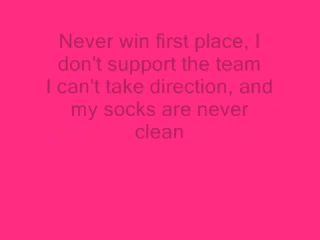 Never win first place, I
don't support the team
I can't take direction, and
my socks are never
clean